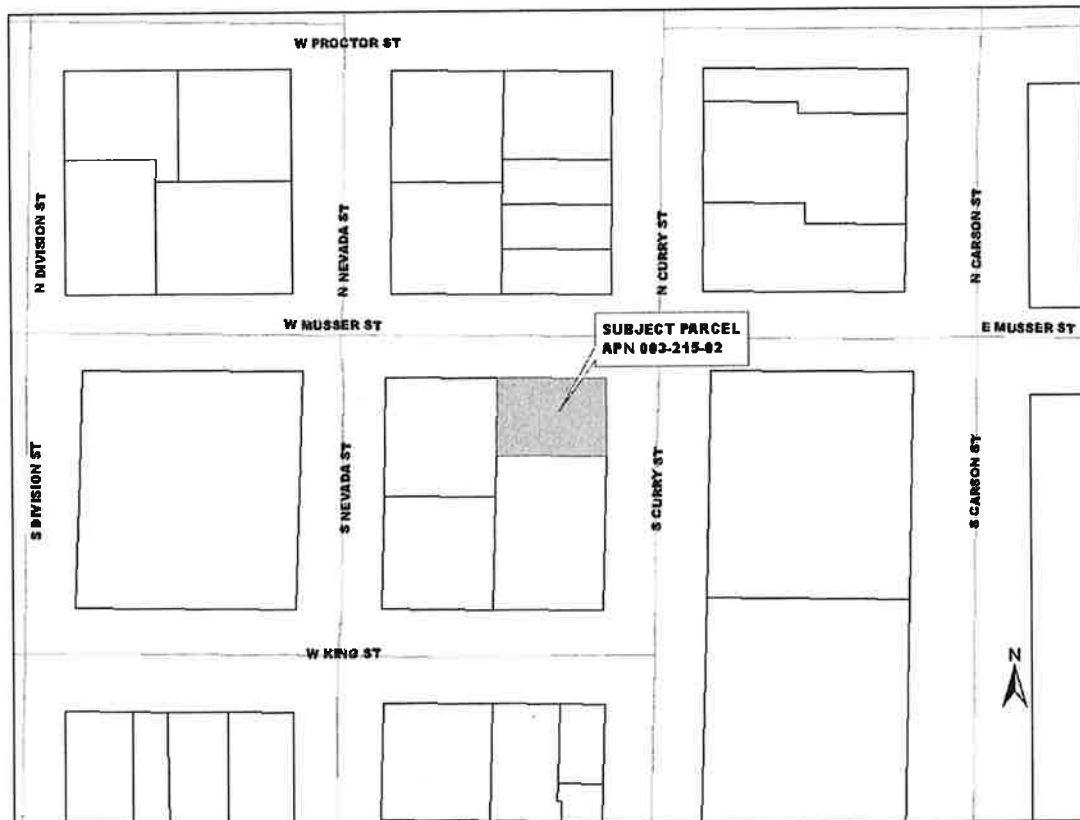 W PROCTOR ST
N DIVISION ST
N NEVADA ST
N CURRY ST
N CARSON ST
W MUSSER ST
E MUSSER ST
SUBJECT PARCEL
APN 003-215-02
S DIVISION ST
S NEVADA ST
S CURRY ST
S CARSON ST
W KING ST
N